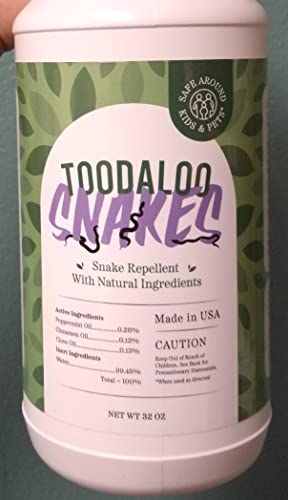 SAFE AROUND
KIDS & PETS*
TOODALOO
SNAKES
Snake Repellent
With Natural Ingredients
Active Ingredients
Peppermint Oil....................0.26%
Cinnamon Oil....................0.13%
Clove Oil....................0.13%
Inert Ingredients
Water....................99.48%
Total = 100%
Made in USA
CAUTION
Keep Out of Reach of
Children. See Back for
Precautionary Statements.
*When used as directed
NET WT 32 OZ